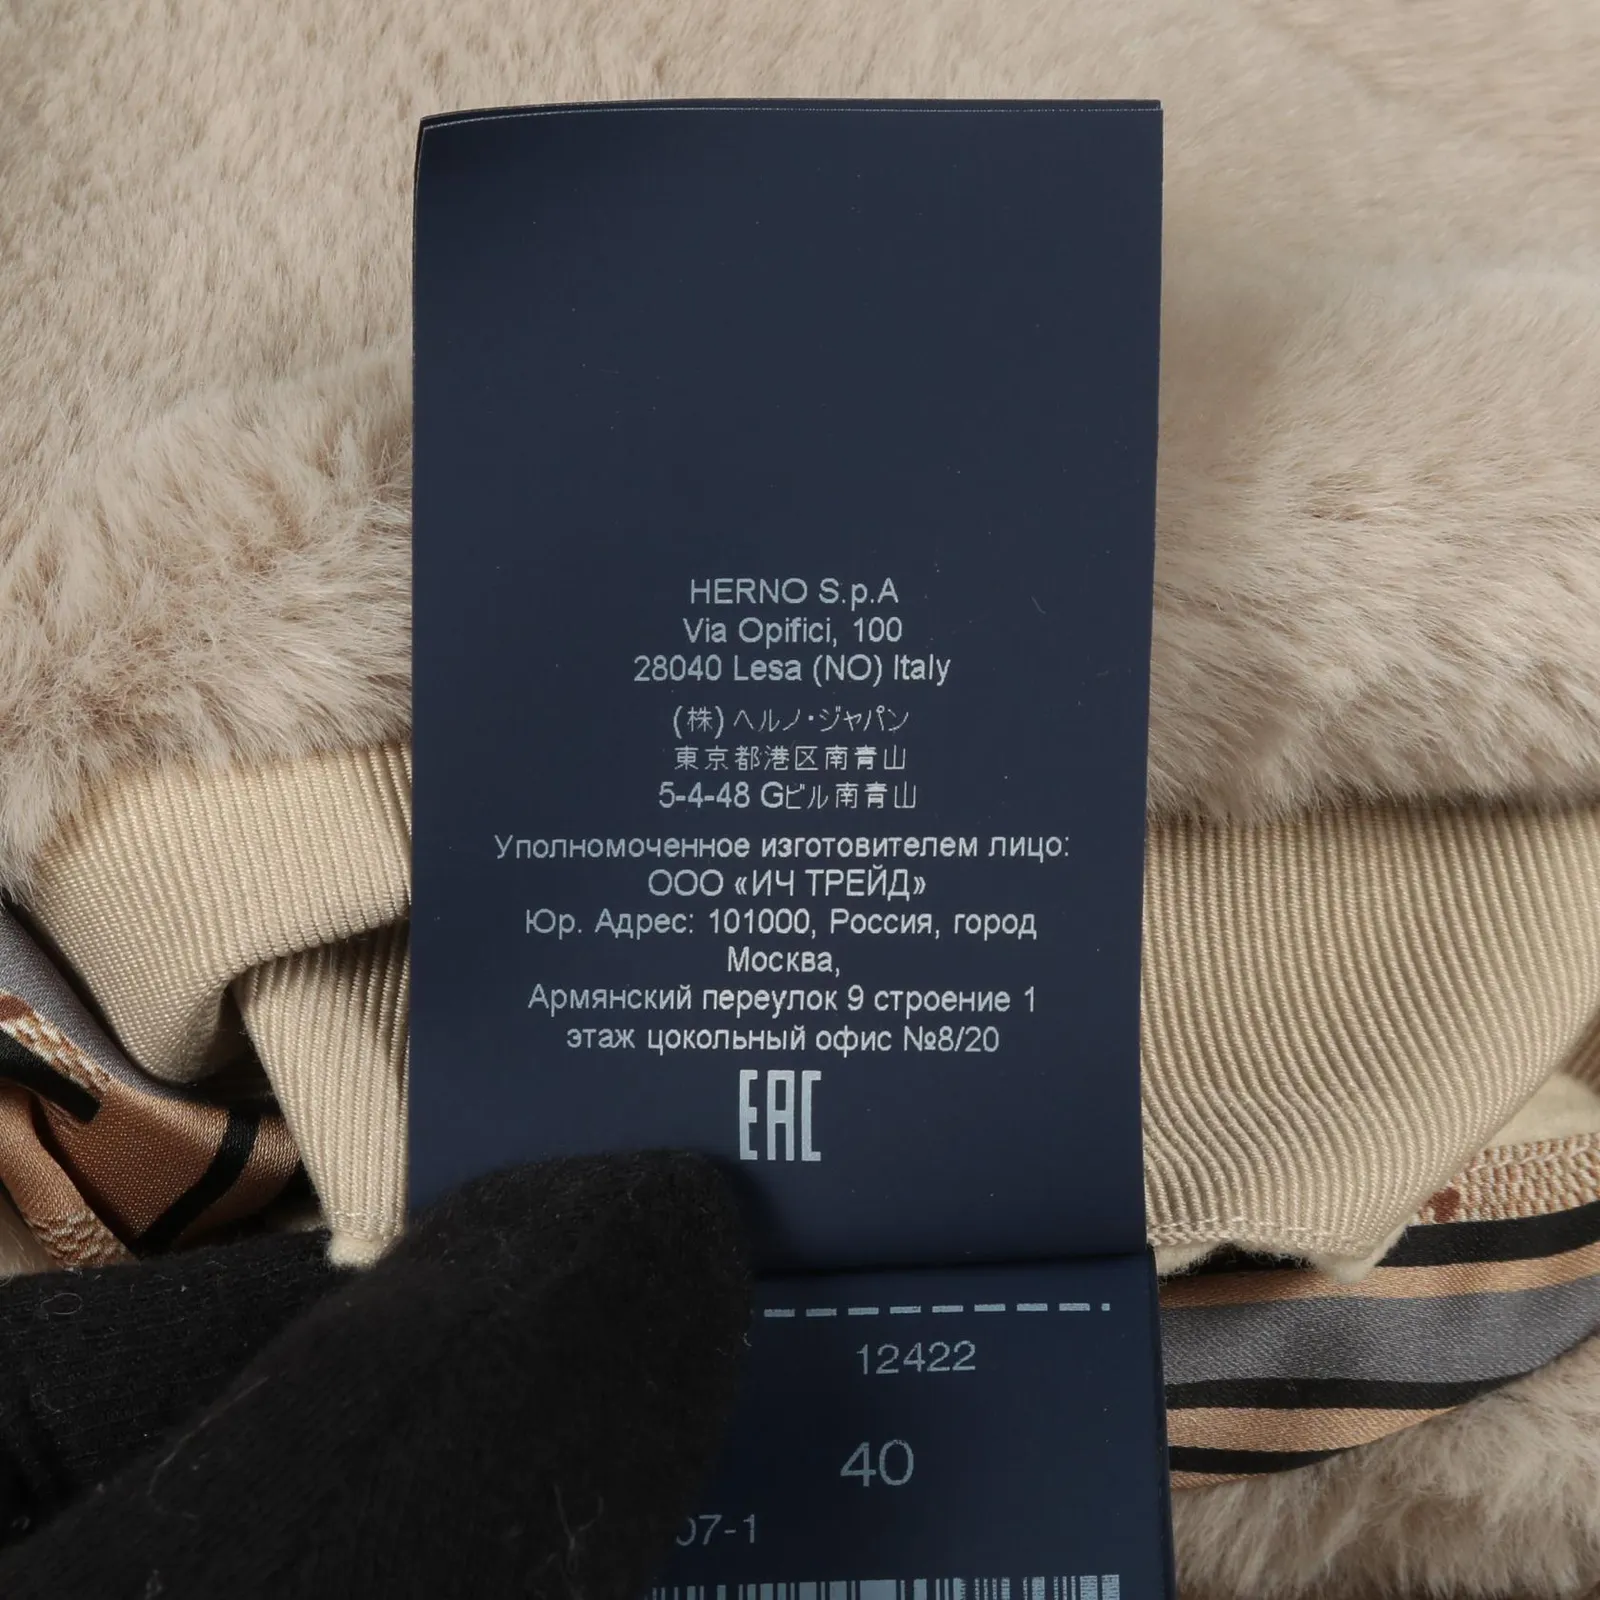 HERNO S.p.A
Via Opifici, 100
28040 Lesa (NO) Italy
(株) ヘルノ・ジャパン
東京都港区南青山
5-4-48 Gビル南青山
Уполномоченное изготовителем лицо:
ООО «ИЧ ТРЕЙД»
Юр. Адрес: 101000, Россия, город
Москва,
Армянский переулок 9 строение 1
этаж цокольный офис №8/20
EAC
12422
40
07-1